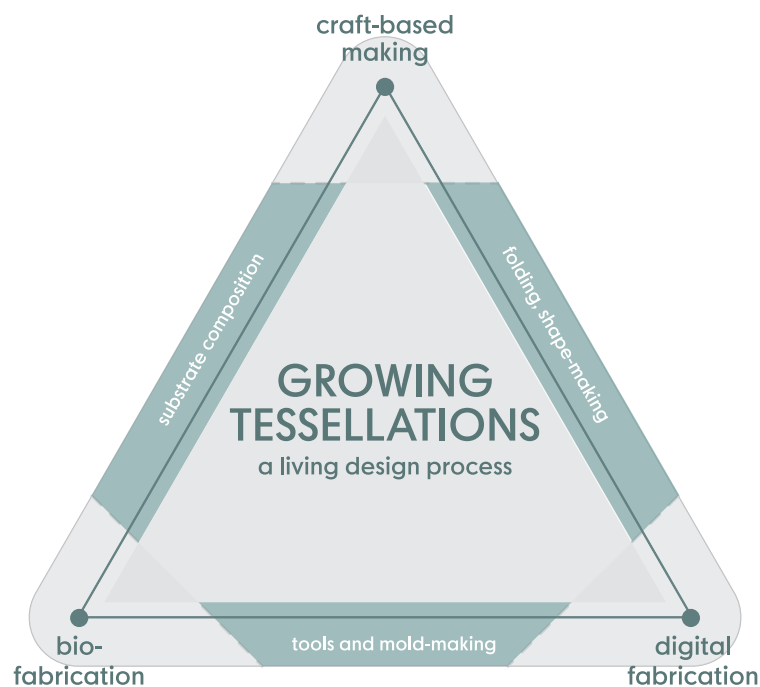 craft-based
making
substrate composition
folding, shape-making
GROWING
TESSELLATIONS
a living design process
tools and mold-making
bio-
fabrication
digital
fabrication